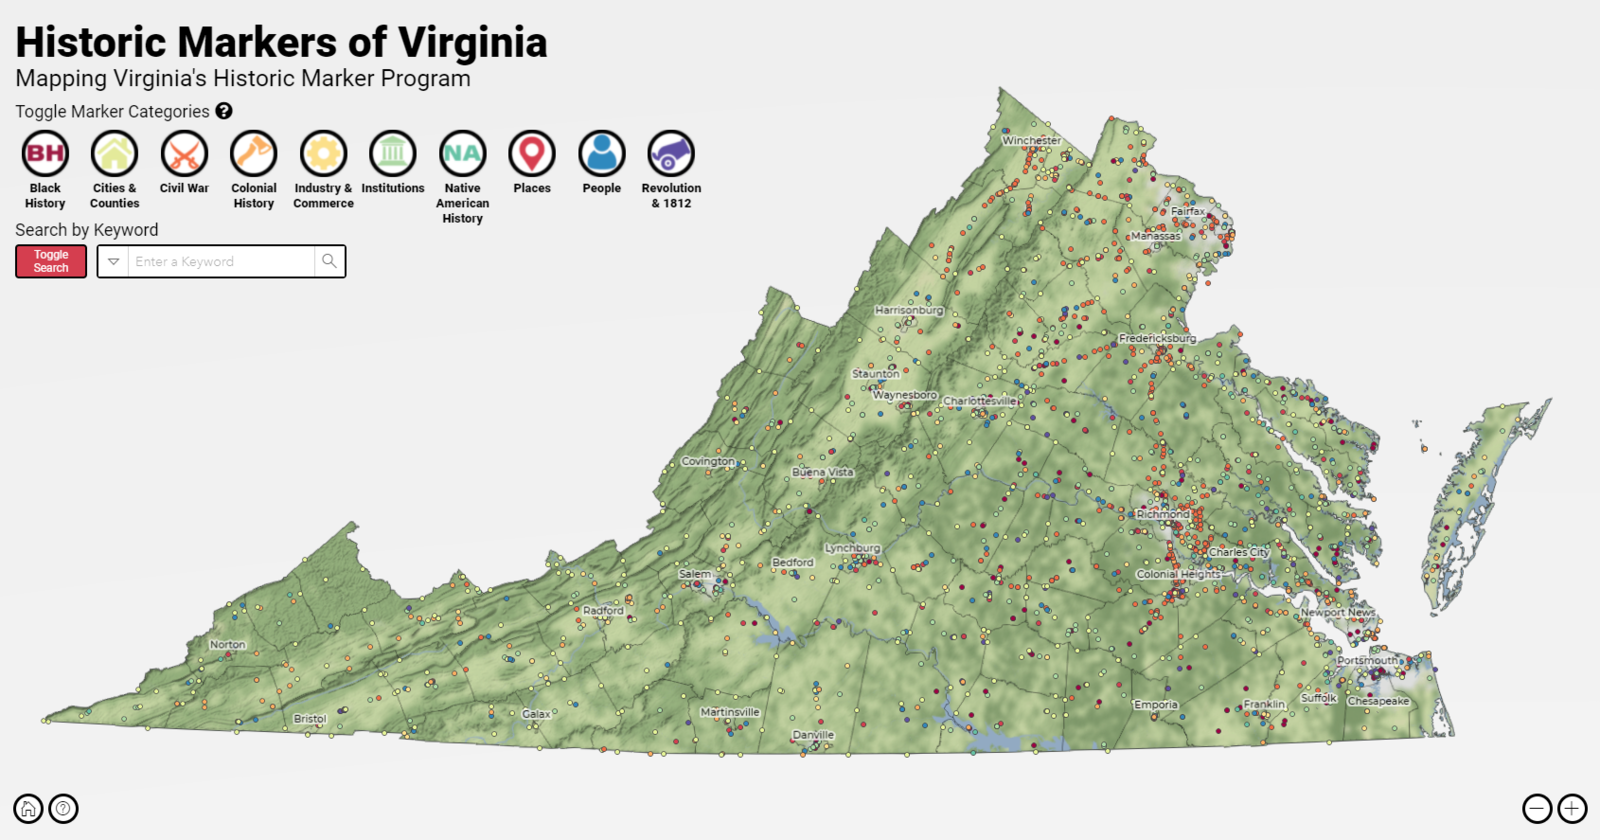 Historic Markers of Virginia
Mapping Virginia's Historic Marker Program
Toggle Marker Categories ?
BH
NA
Black History
Cities & Counties
Civil War
Colonial History
Industry & Commerce
Institutions
Native American History
Places
People
Revolution & 1812
Search by Keyword
Toggle Search
Enter a Keyword
Winchester
Fairfax
Manassas
Harrisonburg
Fredericksburg
Staunton
Waynesboro
Charlottesville
Covington
Buena Vista
Richmond
Lynchburg
Charles City
Bedford
Salem
Colonial Heights
Radford
Newport News
Norton
Portsmouth
Suffolk
Chesapeake
Emporia
Franklin
Martinsville
Galax
Bristol
Danville
?